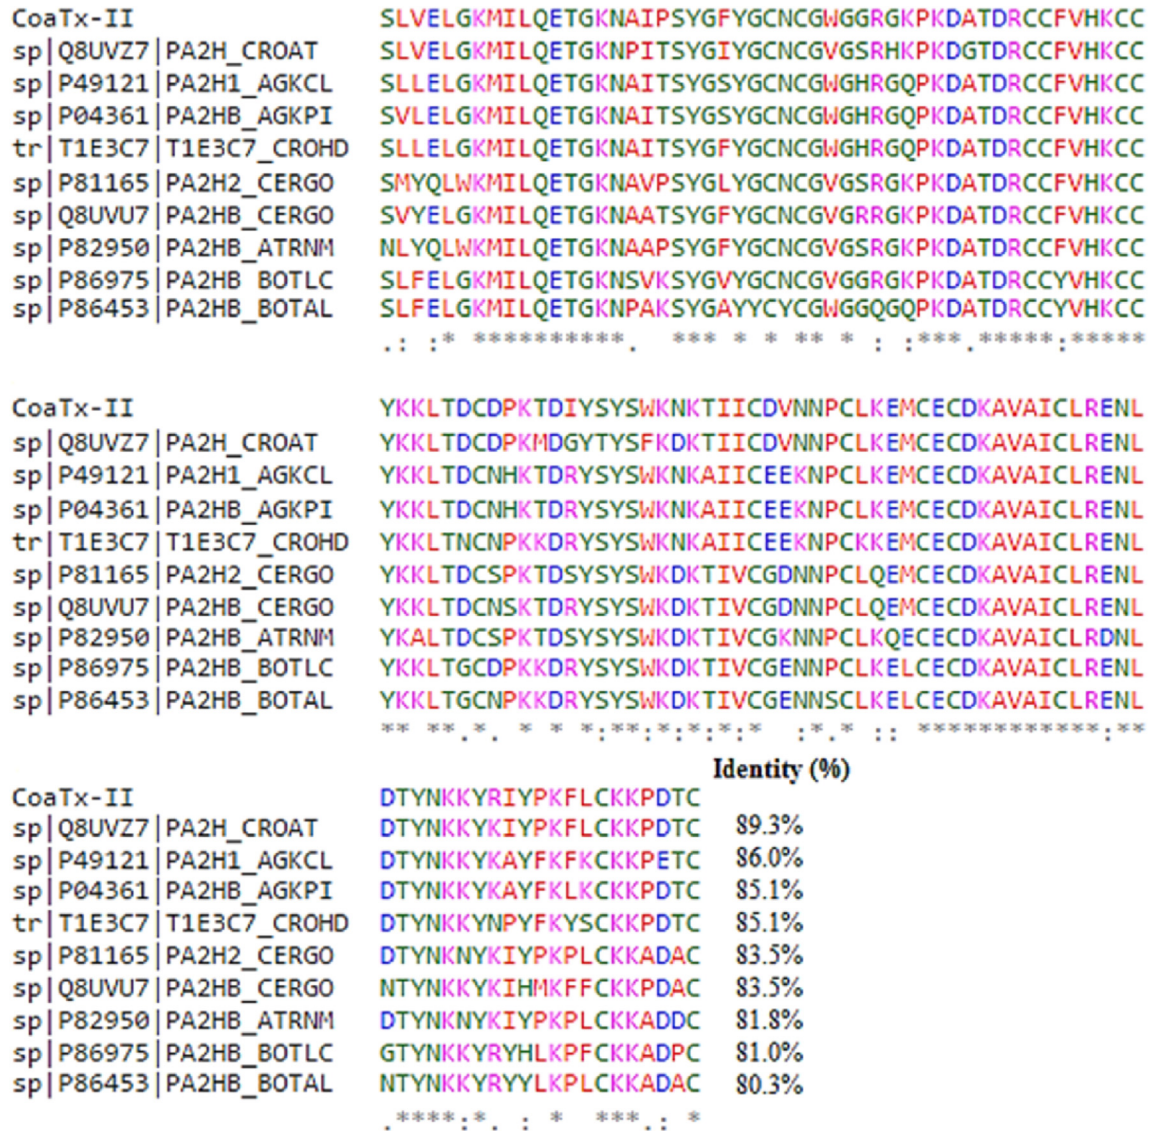 CoaTx-II SLVELGKMILQETGKNAIPSYGFYGCNCGWGGRGKPKDATDRCCFVHKCC
sp|Q8UVZ7|PA2H_CROAT SLVELGKMILQETGKNPITSYGIYGCNCGVGSRHKPKDGTDRCCFVHKCC
sp|P49121|PA2H1_AGKCL SLLELGKMILQETGKNAITSYGSYGCNCGWGHRGQPKDATDRCCFVHKCC
sp|P04361|PA2HB_AGKPI SVLELGKMILQETGKNAITSYGSYGCNCGWGHRGQPKDATDRCCFVHKCC
tr|T1E3C7|T1E3C7_CROHD SLLELGKMILQETGKNAITSYGFYGCNCGWGHRGQPKDATDRCCFVHKCC
sp|P81165|PA2H2_CERGO SMYQLWKMILQETGKNAVPSYGLYGCNCGVGSRGKPKDATDRCCFVHKCC
sp|Q8UVU7|PA2HB_CERGO SVYELGKMILQETGKNAATSYGFYGCNCGVGRRGKPKDATDRCCFVHKCC
sp|P82950|PA2HB_ATRNM NLYQLWKMILQETGKNAAPSYGFYGCNCGVGSRGKPKDATDRCCFVHKCC
sp|P86975|PA2HB_BOTLC SLFELGKMILQETGKNSVKSYGVYGCNCGVGGRGKPKDATDRCCYVHKCC
sp|P86453|PA2HB_BOTAL SLFELGKMILQETGKNPAKSYGAYYCYCGWGGQGQPKDATDRCCYVHKCC
.: :* **********. *** * * ** * : :***.*****:*****
CoaTx-II YKKLTDCDPKTDIYSYSWKNKTIICDVNNPCLKEMCECDKAVAICLRENL
sp|Q8UVZ7|PA2H_CROAT YKKLTDCDPKMDGYTYSFKDKTIICDVNNPCLKEMCECDKAVAICLRENL
sp|P49121|PA2H1_AGKCL YKKLTDCNHKTDRYSYSWKNKAIICEEKNPCLKEMCECDKAVAICLRENL
sp|P04361|PA2HB_AGKPI YKKLTDCNHKTDRYSYSWKNKAIICEEKNPCLKEMCECDKAVAICLRENL
tr|T1E3C7|T1E3C7_CROHD YKKLTNCNPKKDRYSYSWKNKAIICEEKNPCKKEMCECDKAVAICLRENL
sp|P81165|PA2H2_CERGO YKKLTDCSPKTDSYSYSWKDKTIVCGDNNPCLQEMCECDKAVAICLRENL
sp|Q8UVU7|PA2HB_CERGO YKKLTDCNSKTDRYSYSWKDKTIVCGDNNPCLQEMCECDKAVAICLRENL
sp|P82950|PA2HB_ATRNM YKALTDCSPKTDSYSYSWKDKTIVCGKNNPCLKQECECDKAVAICLRDNL
sp|P86975|PA2HB_BOTLC YKKLTGCDPKKDRYSYSWKDKTIVCGENNPCLKELCECDKAVAICLRENL
sp|P86453|PA2HB_BOTAL YKKLTGCNPKKDRYSYSWKDKTIVCGENNSCLKELCECDKAVAICLRENL
** **.*. * * *:**:*:*:*:* :*.* :: ************:**
Identity (%)
CoaTx-II DTYNKKYRIYPKFLCKKPDTC
sp|Q8UVZ7|PA2H_CROAT DTYNKKYKIYPKFLCKKPDTC 89.3%
sp|P49121|PA2H1_AGKCL DTYNKKYKAYFKFKCKKPETC 86.0%
sp|P04361|PA2HB_AGKPI DTYNKKYKAYFKLKCKKPDTC 85.1%
tr|T1E3C7|T1E3C7_CROHD DTYNKKYNPYFKYSCKKPDTC 85.1%
sp|P81165|PA2H2_CERGO DTYNKNYKIYPKPLCKKADAC 83.5%
sp|Q8UVU7|PA2HB_CERGO NTYNKKYKIHMKFFCKKPDAC 83.5%
sp|P82950|PA2HB_ATRNM DTYNKNYKIYPKPLCKKADDC 81.8%
sp|P86975|PA2HB_BOTLC GTYNKKYRYHLKPFCKKADPC 81.0%
sp|P86453|PA2HB_BOTAL NTYNKKYRYYLKPLCKKADAC 80.3%
.****:*. : * ***.: *